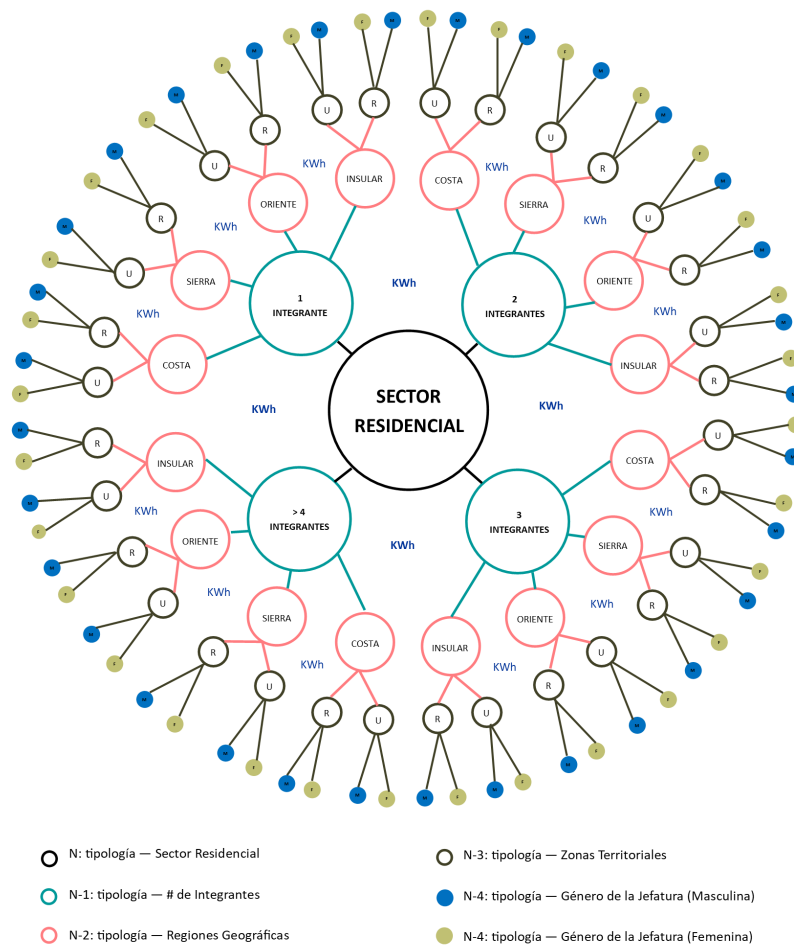 F
M
F
M
F
M
F
M
U
R
INSULAR
KWh
F
M
F
M
U
R
ORIENTE
KWh
F
M
F
M
U
R
SIERRA
KWh
M
F
M
F
R
U
COSTA
1
INTEGRANTE
KWh
U
R
COSTA
KWh
F
M
F
M
U
R
SIERRA
KWh
F
M
F
M
U
R
ORIENTE
KWh
F
M
F
M
U
R
INSULAR
2
INTEGRANTES
SECTOR
RESIDENCIAL
KWh
KWh
KWh
M
F
M
F
R
U
INSULAR
KWh
M
F
M
F
R
U
ORIENTE
KWh
M
F
M
F
R
U
SIERRA
KWh
M
F
M
F
R
U
COSTA
> 4
INTEGRANTES
F
M
F
M
U
R
COSTA
KWh
F
M
F
M
U
R
SIERRA
KWh
F
M
F
M
U
R
ORIENTE
KWh
M
F
M
F
R
U
INSULAR
3
INTEGRANTES
N: tipología — Sector Residencial
N-1: tipología — # de Integrantes
N-2: tipología — Regiones Geográficas
N-3: tipología — Zonas Territoriales
N-4: tipología — Género de la Jefatura (Masculina)
N-4: tipología — Género de la Jefatura (Femenina)